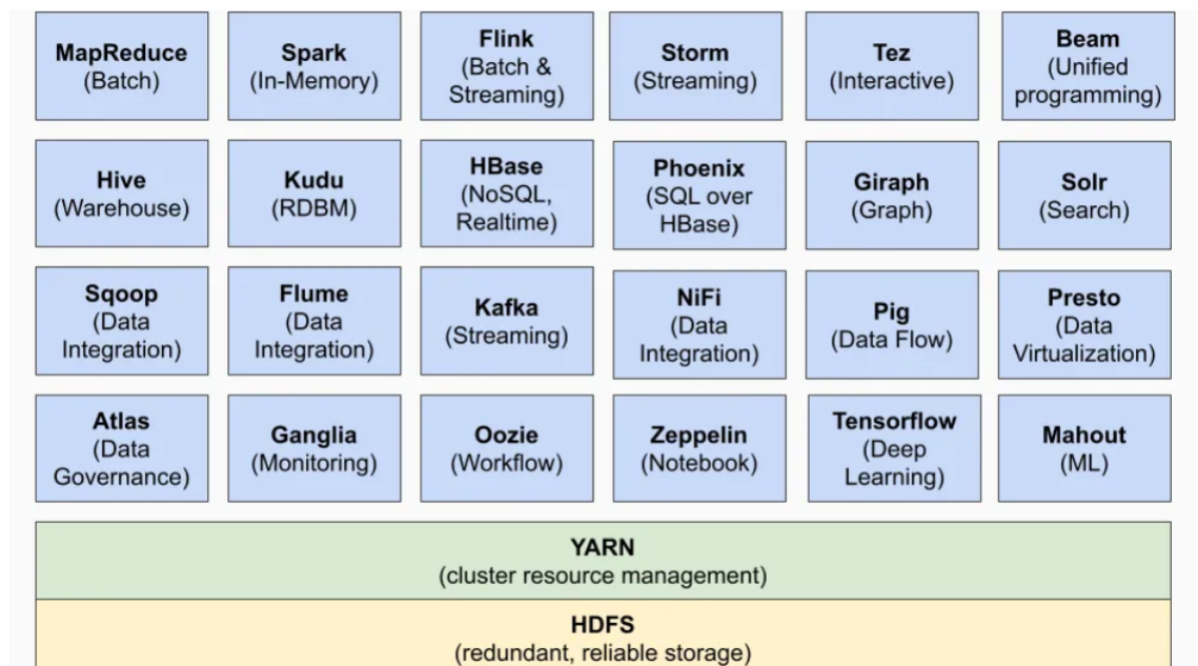 MapReduce
(Batch)
Spark
(In-Memory)
Flink
(Batch &
Streaming)
Storm
(Streaming)
Tez
(Interactive)
Beam
(Unified
programming)
Hive
(Warehouse)
Kudu
(RDBM)
HBase
(NoSQL,
Realtime)
Phoenix
(SQL over
HBase)
Giraph
(Graph)
Solr
(Search)
Sqoop
(Data
Integration)
Flume
(Data
Integration)
Kafka
(Streaming)
NiFi
(Data
Integration)
Pig
(Data Flow)
Presto
(Data
Virtualization)
Atlas
(Data
Governance)
Ganglia
(Monitoring)
Oozie
(Workflow)
Zeppelin
(Notebook)
Tensorflow
(Deep
Learning)
Mahout
(ML)
YARN
(cluster resource management)
HDFS
(redundant, reliable storage)